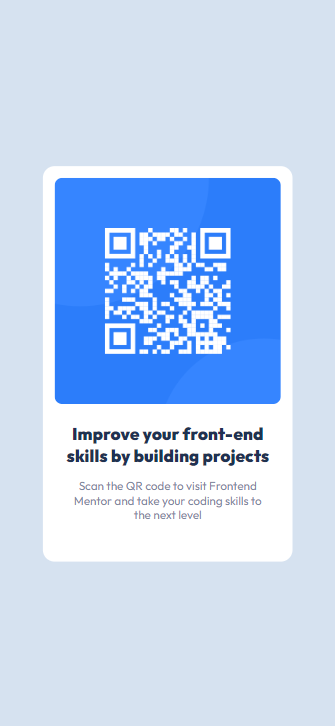 Improve your front-end
skills by building projects
Scan the QR code to visit Frontend
Mentor and take your coding skills to
the next level